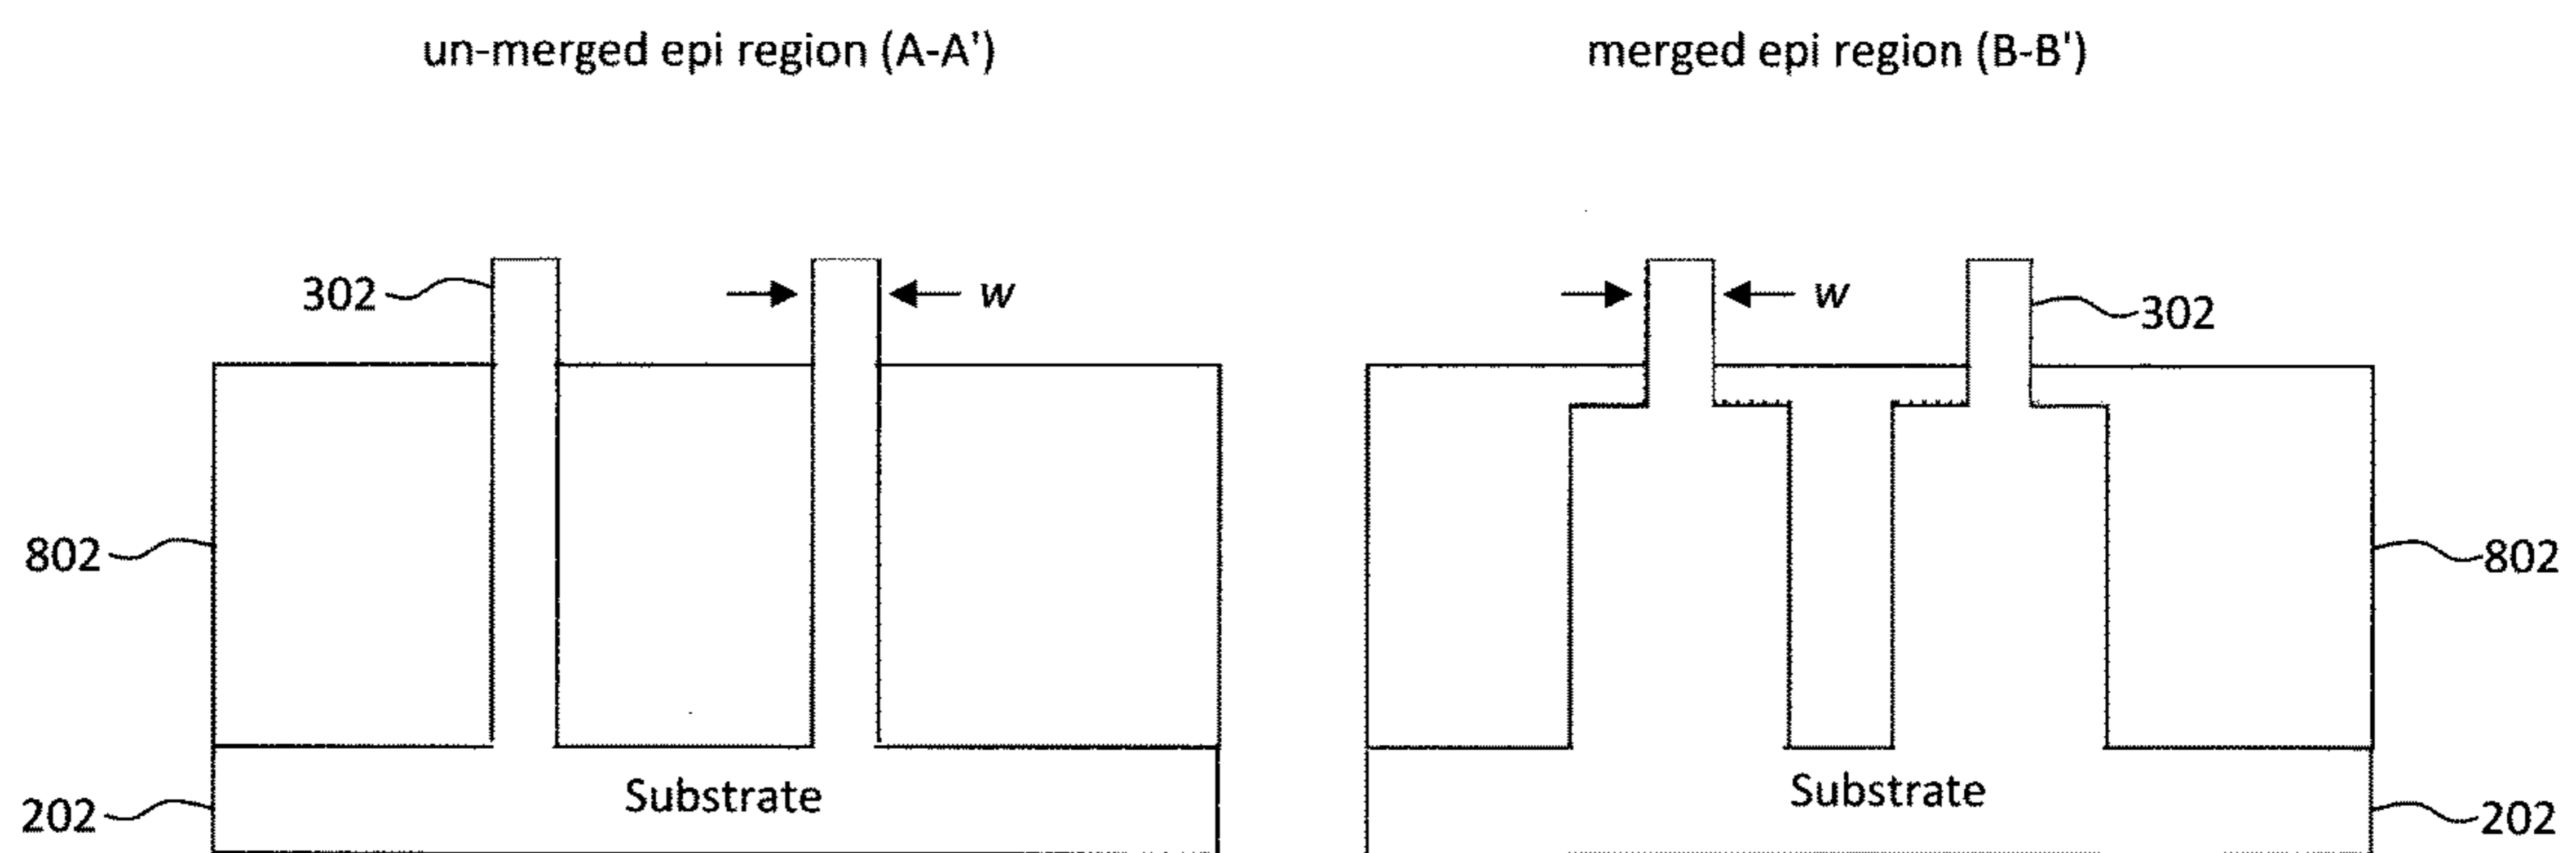 un-merged epi region (A-A')
merged epi region (B-B')
302
w
w
302
802
802
Substrate
Substrate
202
202